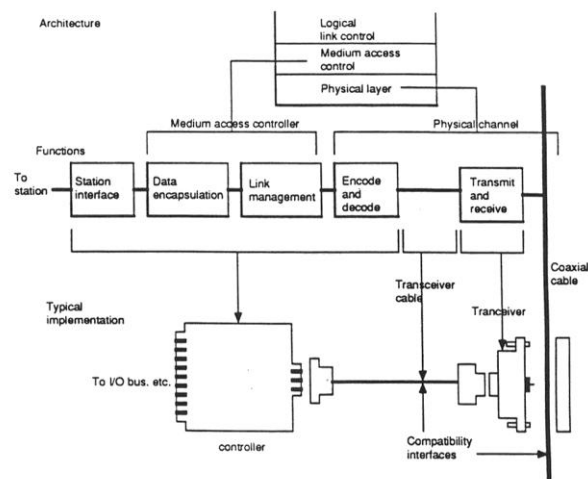 Architecture
Logical
link control
Medium access
control
Physical layer
Medium access controller
Physical channel
Functions
To
station
Station
interface
Data
encapsulation
Link
management
Encode
and
decode
Transmit
and
receive
Coaxial
cable
Transceiver
cable
Tranceiver
Typical
implementation
To I/O bus. etc.
controller
Compatibility
interfaces